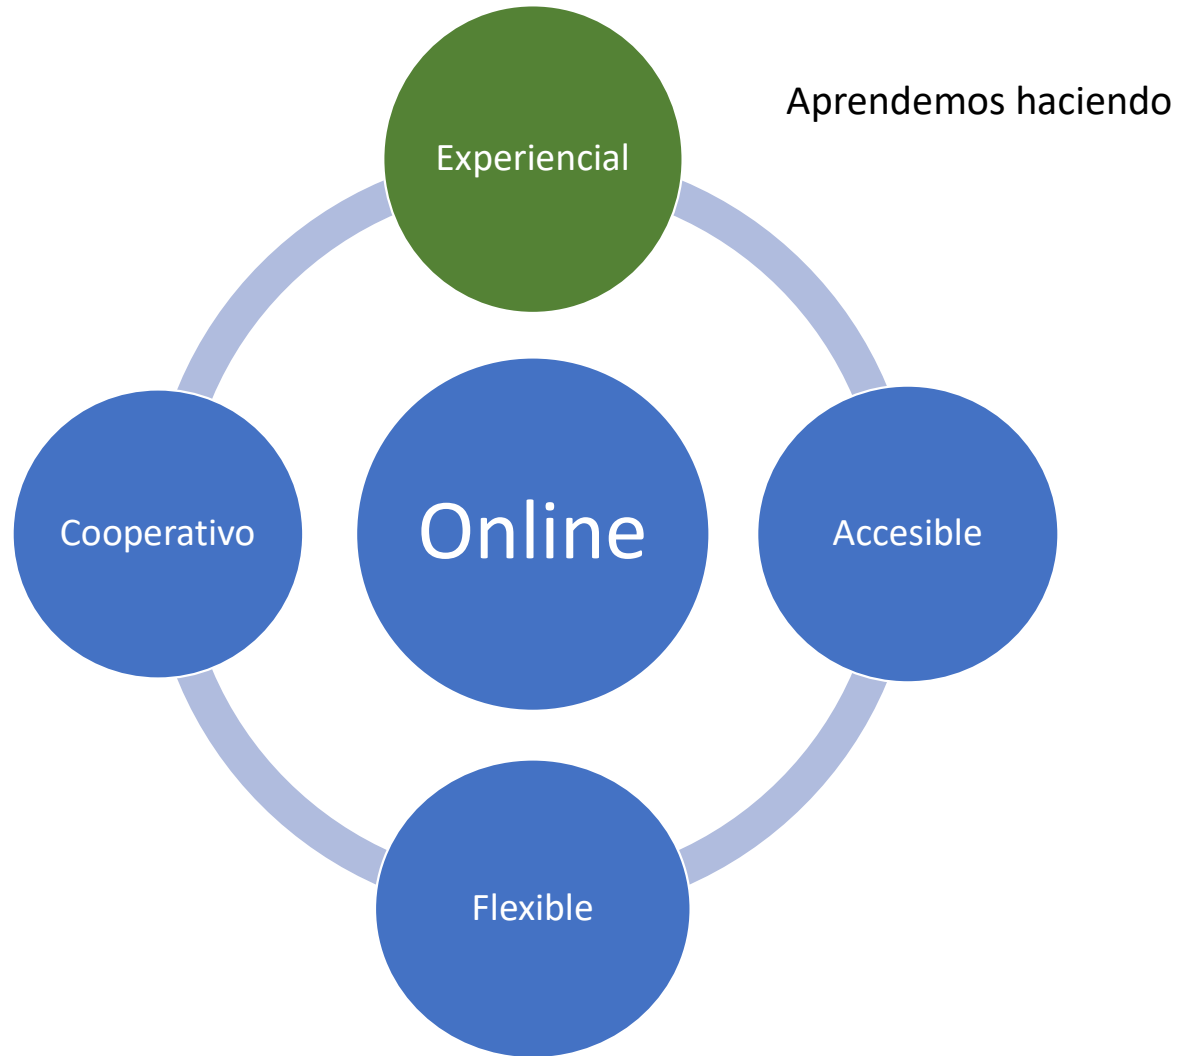 Aprendemos haciendo
Experiencial
Cooperativo
Online
Accesible
Flexible